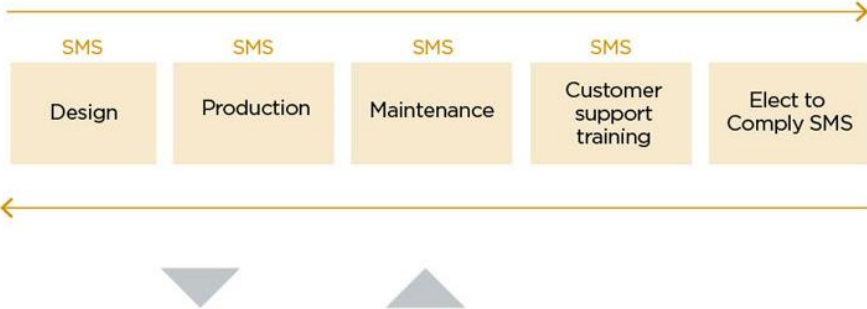 SMS SMS SMS SMS
Design
Production
Maintenance
Customer
support
training
Elect to
Comply SMS